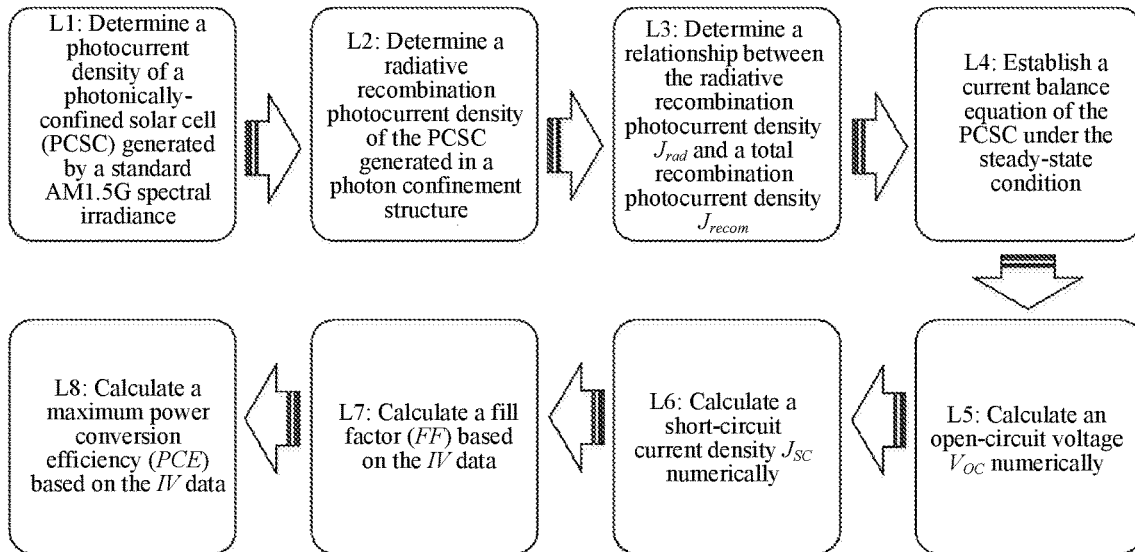 L1: Determine a
photocurrent
density of a
photonically-
confined solar cell
(PCSC) generated
by a standard
AM1.5G spectral
irradiance
L2: Determine a
radiative
recombination
photocurrent density
of the PCSC
generated in a
photon confinement
structure
L3: Determine a
relationship between
the radiative
recombination
photocurrent density
J_rad and a total
recombination
photocurrent density
J_recom
L4: Establish a
current balance
equation of the
PCSC under the
steady-state
condition
L5: Calculate an
open-circuit voltage
V_OC numerically
L6: Calculate a
short-circuit
current density J_SC
numerically
L7: Calculate a fill
factor (FF) based
on the IV data
L8: Calculate a
maximum power
conversion
efficiency (PCE)
based on the IV data